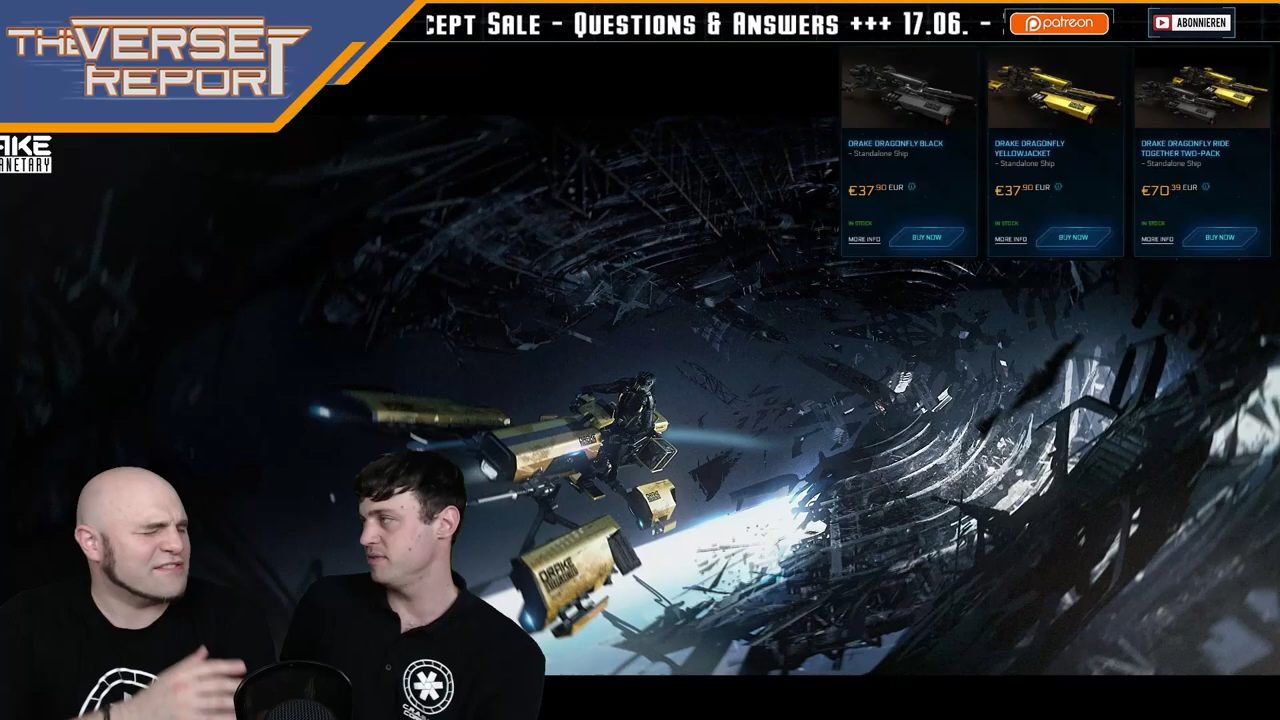 THE VERSE
REPORT
CEPT SALE - QUESTIONS & ANSWERS +++ 17.06. -
patreon
ABONNIEREN
AKE
ANETARY
DRAKE DRAGONFLY BLACK
- Standalone Ship
€37.90 EUR
IN STOCK
MORE INFO
BUY NOW
DRAKE DRAGONFLY
YELLOWJACKET
- Standalone Ship
€37.90 EUR
IN STOCK
MORE INFO
BUY NOW
DRAKE DRAGONFLY RIDE
TOGETHER TWO-PACK
- Standalone Ship
€70.39 EUR
IN STOCK
MORE INFO
BUY NOW
DRAKE
DRAKE
DRAKE